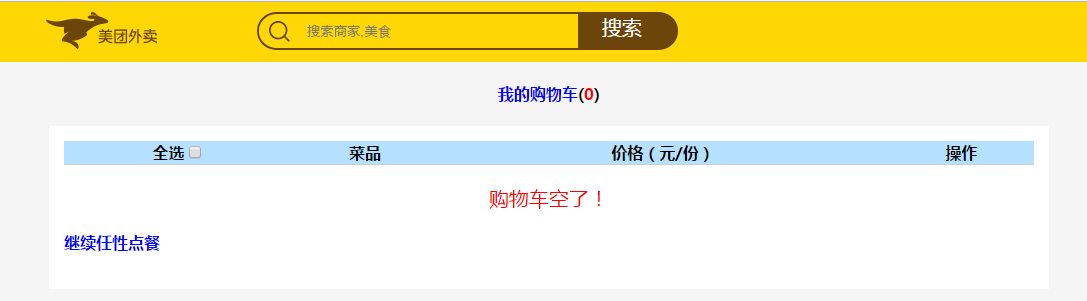 美团外卖 搜索商家,美食 搜索
我的购物车(0)
全选 菜品 价格（元/份） 操作
购物车空了！
继续任性点餐